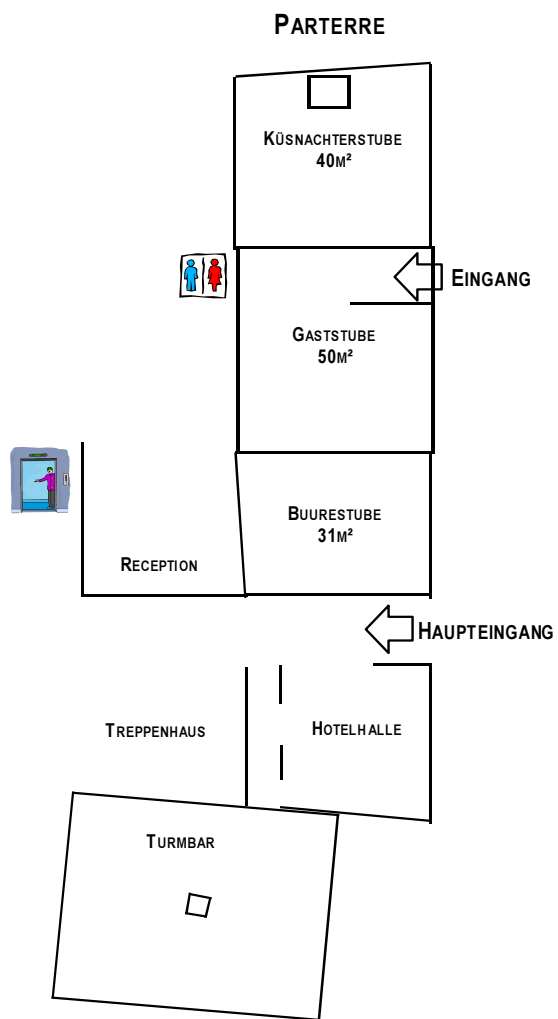 PARTERRE
KÜSNACHTERSTUBE
40M²
EINGANG
GASTSTUBE
50M²
BUURESTUBE
31M²
RECEPTION
HAUPTEINGANG
TREPPENHAUS
HOTELHALLE
TURMBAR